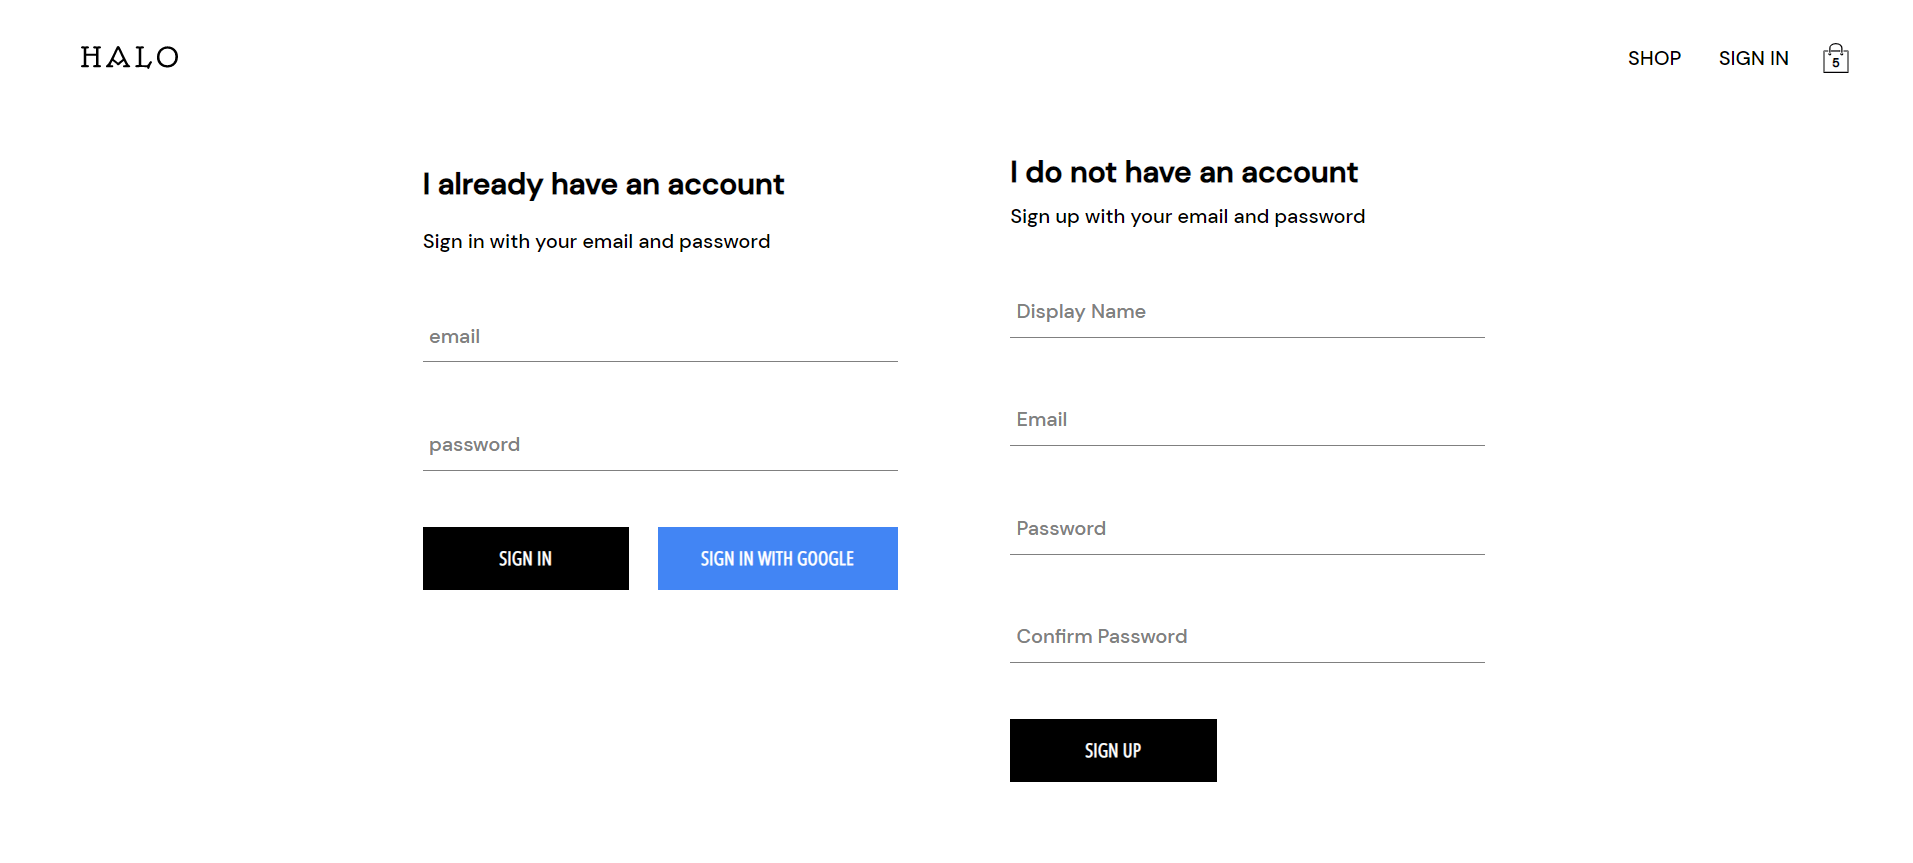 HALO
SHOP
SIGN IN
5
I already have an account
Sign in with your email and password
email
password
SIGN IN
SIGN IN WITH GOOGLE
I do not have an account
Sign up with your email and password
Display Name
Email
Password
Confirm Password
SIGN UP